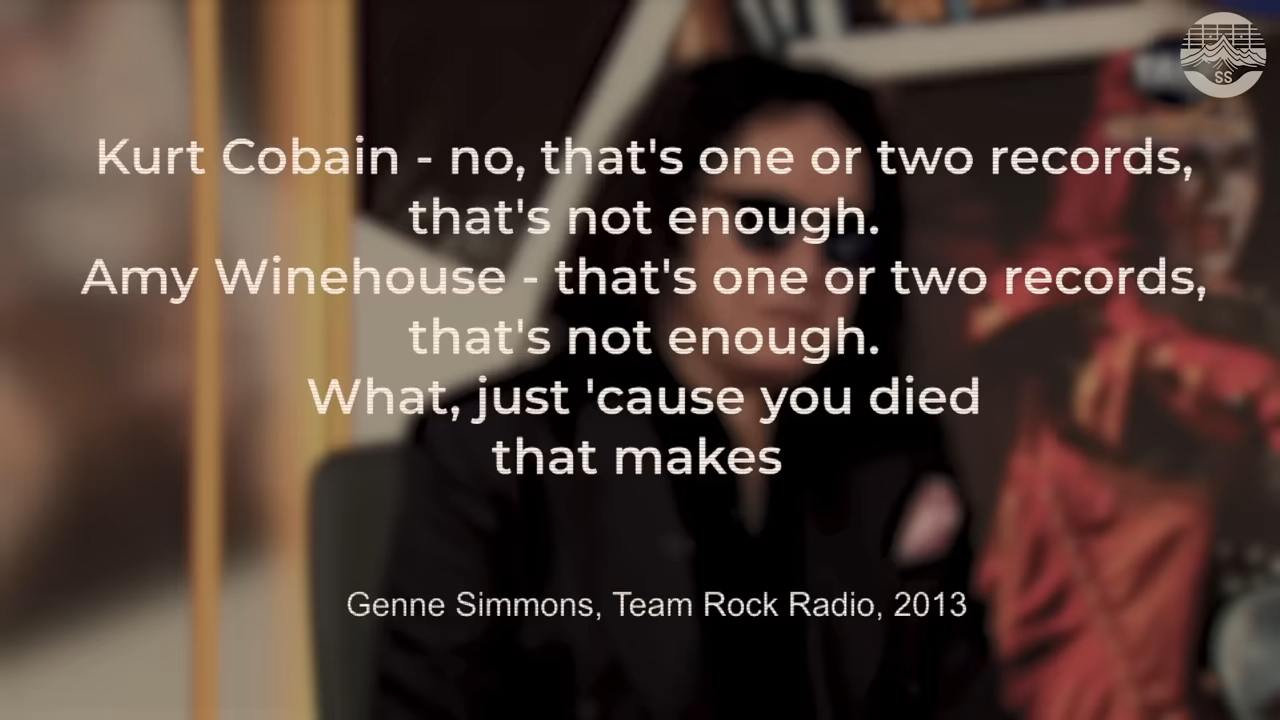 SS
Kurt Cobain - no, that's one or two records,
that's not enough.
Amy Winehouse - that's one or two records,
that's not enough.
What, just 'cause you died
that makes
Genne Simmons, Team Rock Radio, 2013